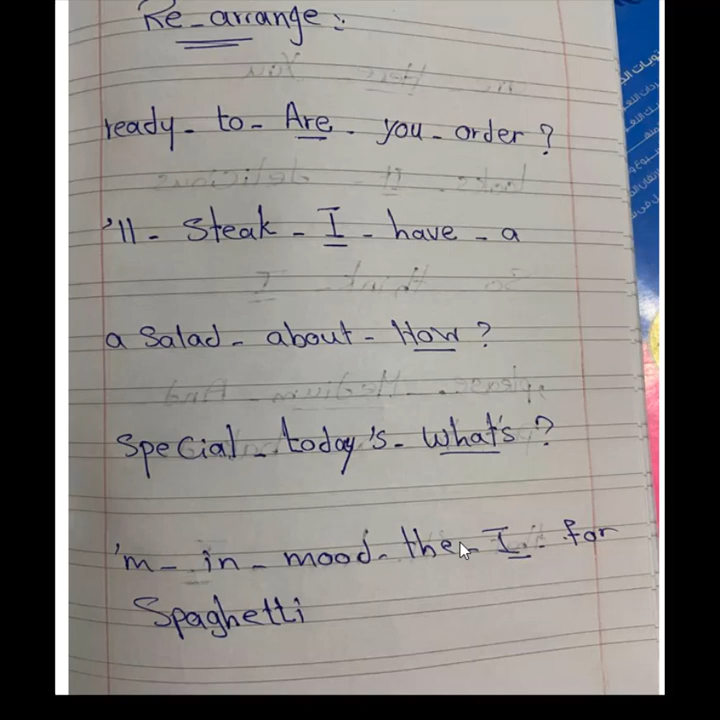 Re-arrange:
ready - to - Are - you - order?
'll - Steak - I - have - a
a Salad - about - How?
Special - today's - What's?
'm - in - mood - the - I - for
Spaghetti